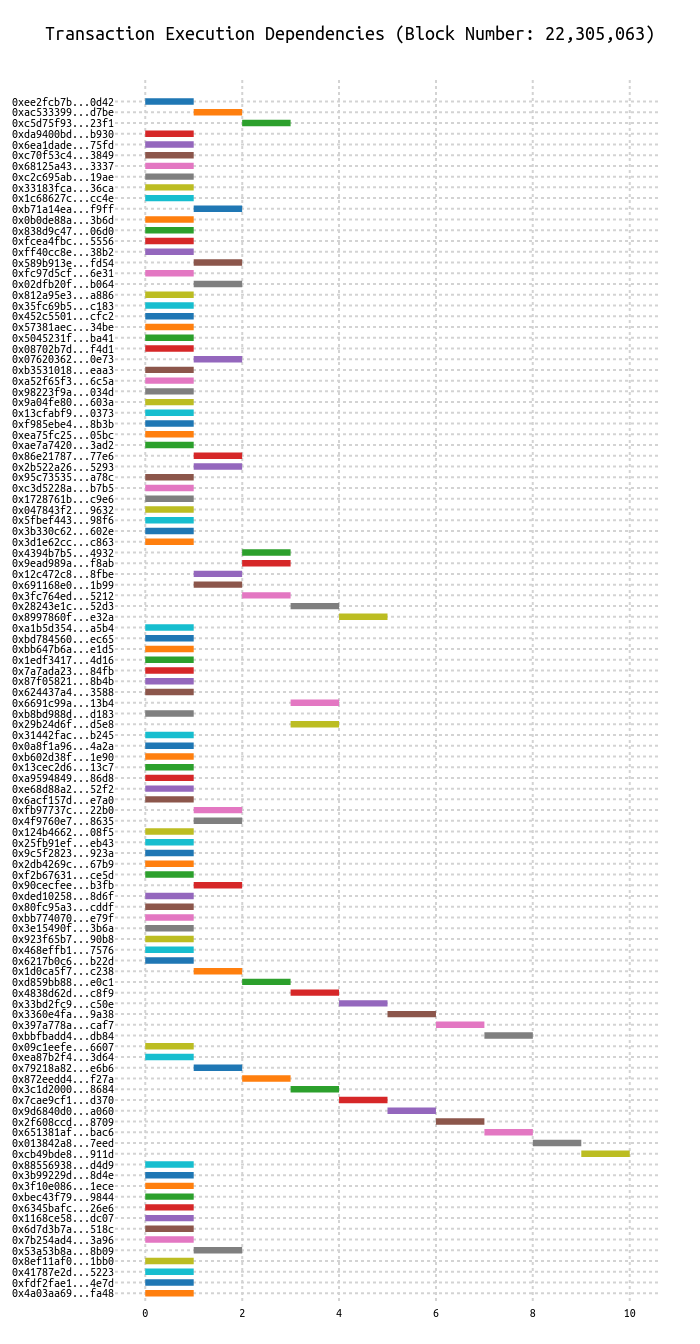 Transaction Execution Dependencies (Block Number: 22,305,063)
0xee2fcb7b...0d42
0xac533399...d7be
0xc5d75f93...23f1
0xda9400bd...b930
0x6ea1dade...75fd
0xc70f53c4...3849
0x68125a43...3337
0xc2c695ab...19ae
0x33183fca...36ca
0x1c68627c...cc4e
0xb71a14ea...f9ff
0x0b0de88a...3b6d
0x838d9c47...06d0
0xfcea4fbc...5556
0xff40cc8e...38b2
0x589b913e...fd54
0xfc97d5cf...6e31
0x02dfb20f...b064
0x812a95e3...a886
0x35fc69b5...c183
0x452c5501...cfc2
0x57381aec...34be
0x5045231f...ba41
0x08702b7d...f4d1
0x07620362...0e73
0xb3531018...eaa3
0xa52f65f3...6c5a
0x98223f9a...034d
0x9a04fe80...603a
0x13cfabf9...0373
0xf985ebe4...8b3b
0xea75fc25...05bc
0xae7a7420...3ad2
0x86e21787...77e6
0x2b522a26...5293
0x95c73535...a78c
0xc3d5228a...b7b5
0x1728761b...c9e6
0x047843f2...9632
0x5fbef443...98f6
0x3b330c62...602e
0x3d1e62cc...c863
0x4394b7b5...4932
0x9ead989a...f8ab
0x12c472c8...8fbe
0x691168e0...1b99
0x3fc764ed...5212
0x28243e1c...52d3
0x8997860f...e32a
0xa1b5d354...a5b4
0xbd784560...ec65
0xbb647b6a...e1d5
0x1edf3417...4d16
0x7a7ada23...84fb
0x87f05821...8b4b
0x624437a4...3588
0x6691c99a...13b4
0xb8bd988d...d183
0x29b24d6f...d5e8
0x31442fac...b245
0x0a8f1a96...4a2a
0xb602d38f...1e90
0x13cec2d6...13c7
0xa9594849...86d8
0xe68d88a2...52f2
0x6acf157d...e7a0
0xfb97737c...22b0
0x4f9760e7...8635
0x124b4662...08f5
0x25fb91ef...eb43
0x9c5f2823...923a
0x2db4269c...67b9
0xf2b67631...ce5d
0x90cecfee...b3fb
0xded10258...8d6f
0x80fc95a3...cddf
0xbb774070...e79f
0x3e15490f...3b6a
0x923f65b7...90b8
0x468effb1...7576
0x6217b0c6...b22d
0x1d0ca5f7...c238
0xd859bb88...e0c1
0x4838d62d...c8f9
0x33bd2fc9...c50e
0x3360e4fa...9a38
0x397a778a...caf7
0xbbfbadd4...db84
0x09c1eefe...6607
0xea87b2f4...3d64
0x79218a82...e6b6
0x872eedd4...f27a
0x3c1d2000...8684
0x7cae9cf1...d370
0x9d6840d0...a060
0x2f608ccd...8709
0x651381af...bac6
0x013842a8...7eed
0xcb49bde8...911d
0x88556938...d4d9
0x3b99229d...8d4e
0x3f10e086...1ece
0xbec43f79...9844
0x6345bafc...26e6
0x1168ce58...dc07
0x6d7d3b7a...518c
0x7b254ad4...3a96
0x53a53b8a...8b09
0x8ef11af0...1bb0
0x41787e2d...5223
0xfdf2fae1...4e7d
0x4a03aa69...fa48
0 2 4 6 8 10